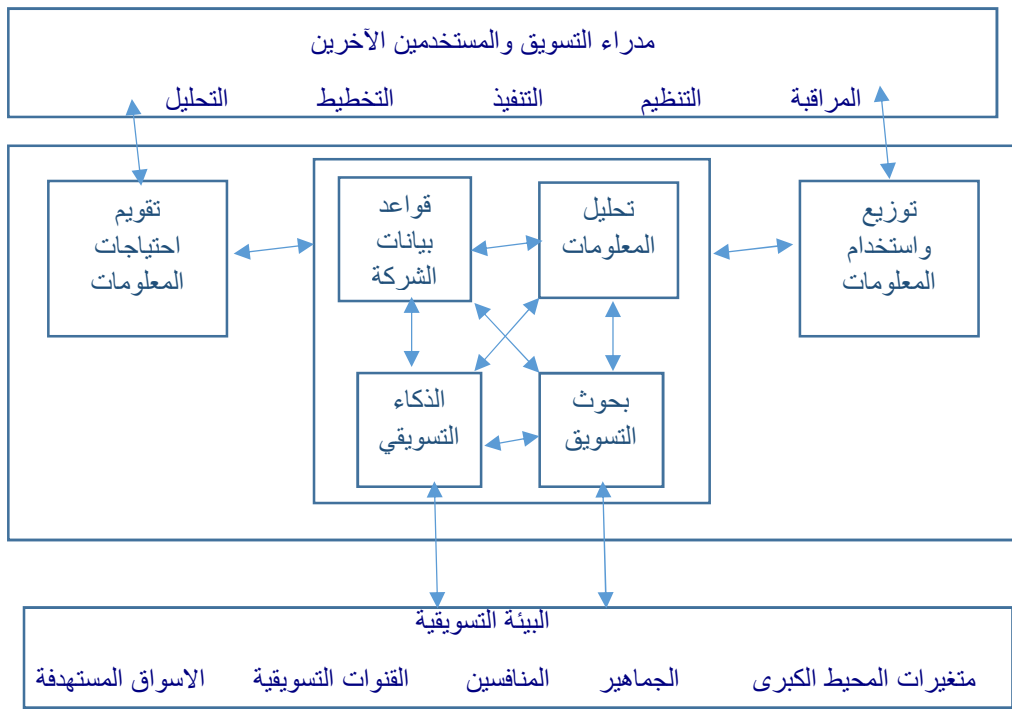 مدراء التسويق والمستخدمين الآخرين
المراقبة التنظيم التنفيذ التخطيط التحليل
توزيع
واستخدام
المعلومات
تحليل
المعلومات
قواعد
بيانات
الشركة
تقويم
احتياجات
المعلومات
بحوث
التسويق
الذكاء
التسويقي
البيئة التسويقية
متغيرات المحيط الكبرى الجماهير المنافسين القنوات التسويقية الاسواق المستهدفة